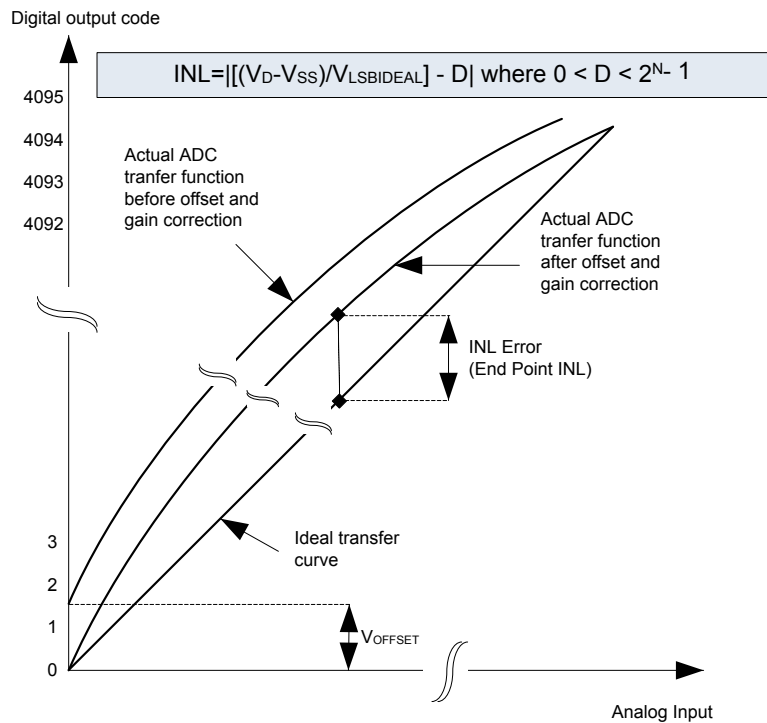 Digital output code
INL=|[(VD-VSS)/VLSBIDEAL] - D| where 0 < D < 2^N - 1
4095
4094
4093
4092
Actual ADC
tranfer function
before offset and
gain correction
Actual ADC
tranfer function
after offset and
gain correction
INL Error
(End Point INL)
Ideal transfer
curve
3
2
1
0
VOFFSET
Analog Input